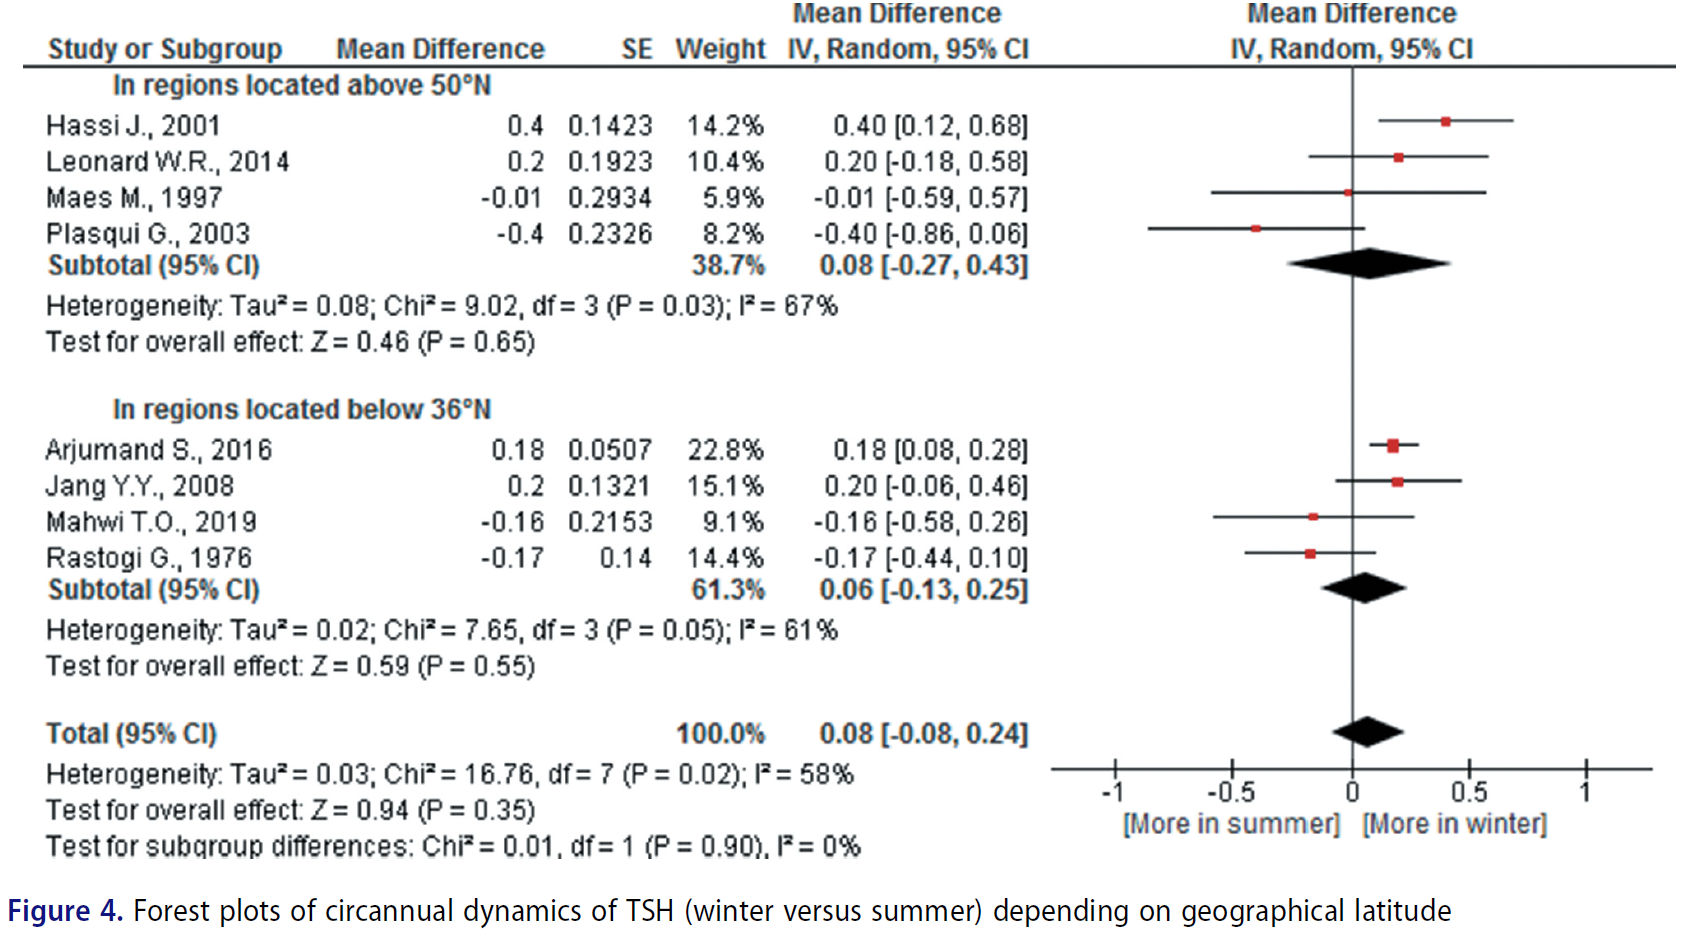 Mean Difference Mean Difference
Study or Subgroup Mean Difference SE Weight IV, Random, 95% CI IV, Random, 95% CI
In regions located above 50°N
Hassi J., 2001 0.4 0.1423 14.2% 0.40 [0.12, 0.68]
Leonard W.R., 2014 0.2 0.1923 10.4% 0.20 [-0.18, 0.58]
Maes M., 1997 -0.01 0.2934 5.9% -0.01 [-0.59, 0.57]
Plasqui G., 2003 -0.4 0.2326 8.2% -0.40 [-0.86, 0.06]
Subtotal (95% CI) 38.7% 0.08 [-0.27, 0.43]
Heterogeneity: Tau² = 0.08; Chi² = 9.02, df = 3 (P = 0.03); I² = 67%
Test for overall effect: Z = 0.46 (P = 0.65)
In regions located below 36°N
Arjumand S., 2016 0.18 0.0507 22.8% 0.18 [0.08, 0.28]
Jang Y.Y., 2008 0.2 0.1321 15.1% 0.20 [-0.06, 0.46]
Mahwi T.O., 2019 -0.16 0.2153 9.1% -0.16 [-0.58, 0.26]
Rastogi G., 1976 -0.17 0.14 14.4% -0.17 [-0.44, 0.10]
Subtotal (95% CI) 61.3% 0.06 [-0.13, 0.25]
Heterogeneity: Tau² = 0.02; Chi² = 7.65, df = 3 (P = 0.05); I² = 61%
Test for overall effect: Z = 0.59 (P = 0.55)
Total (95% CI) 100.0% 0.08 [-0.08, 0.24]
Heterogeneity: Tau² = 0.03; Chi² = 16.76, df = 7 (P = 0.02); I² = 58%
Test for overall effect: Z = 0.94 (P = 0.35)
Test for subgroup differences: Chi² = 0.01, df = 1 (P = 0.90), I² = 0%
-1 -0.5 0 0.5 1
[More in summer] [More in winter]
Figure 4. Forest plots of circannual dynamics of TSH (winter versus summer) depending on geographical latitude